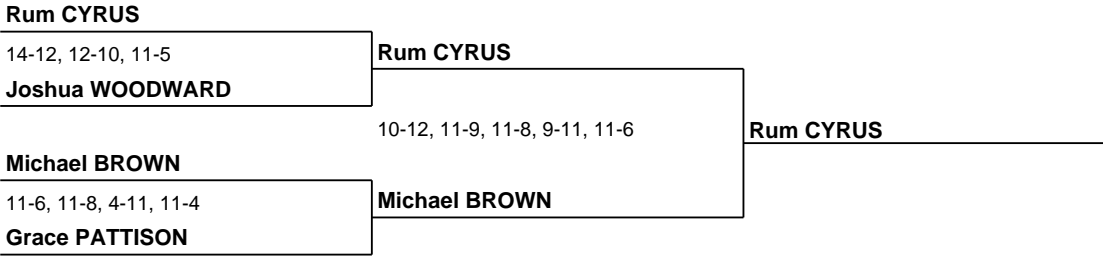 Rum CYRUS
14-12, 12-10, 11-5
Joshua WOODWARD
Rum CYRUS
10-12, 11-9, 11-8, 9-11, 11-6
Rum CYRUS
Michael BROWN
11-6, 11-8, 4-11, 11-4
Grace PATTISON
Michael BROWN